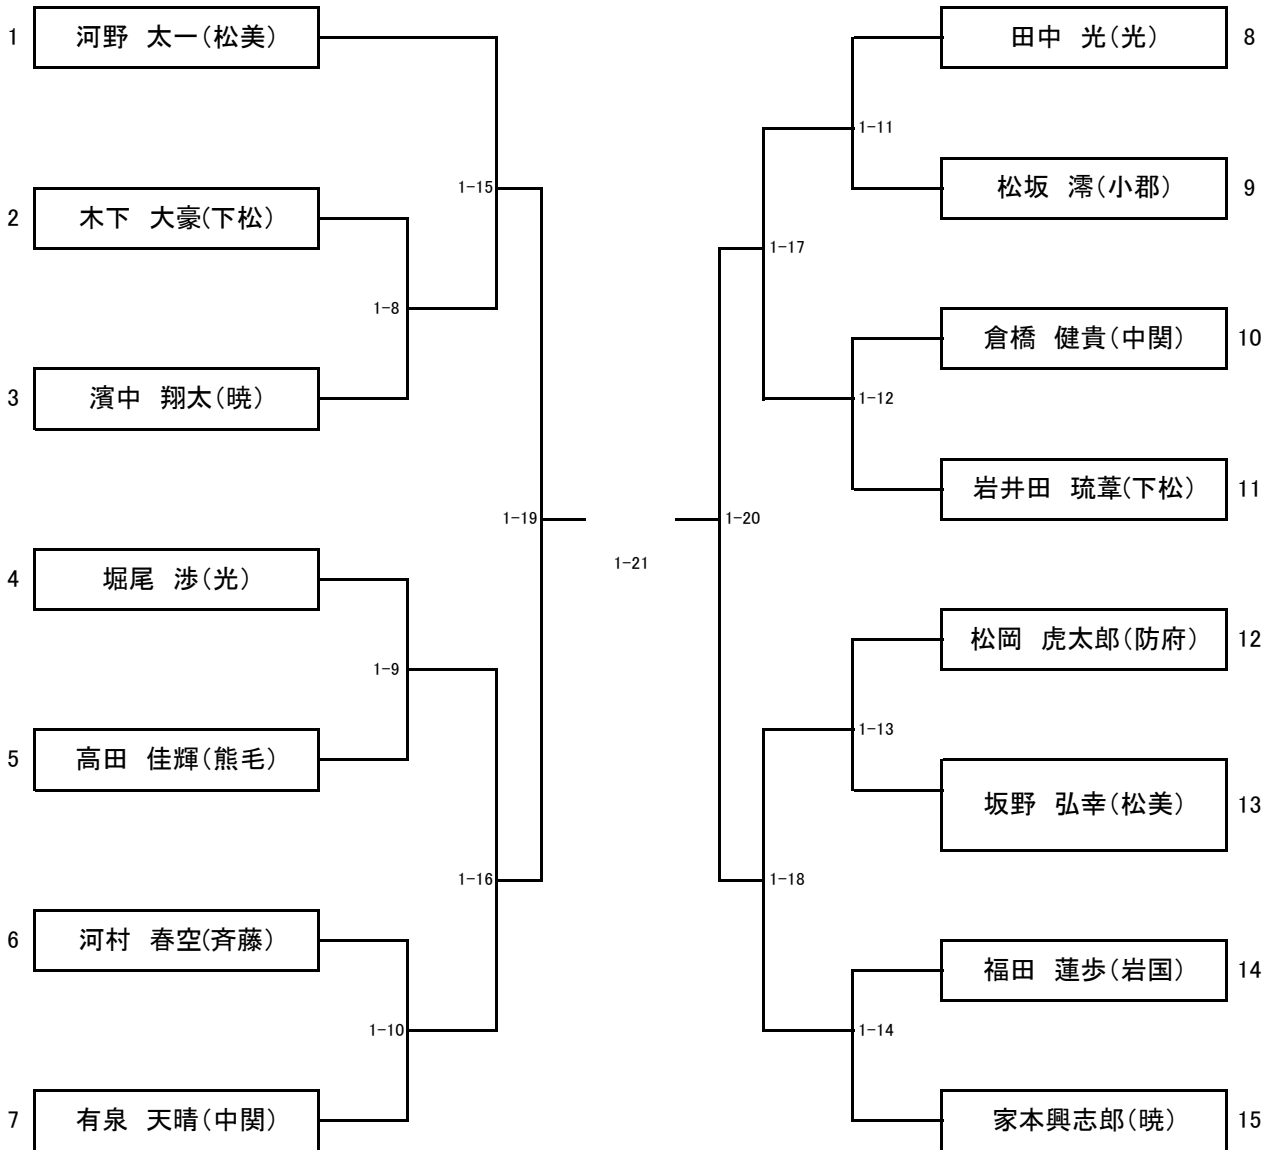 1 河野 太一(松美)
1-15
2 木下 大豪(下松)
1-8
3 濱中 翔太(暁)
1-19
4 堀尾 渉(光)
1-9
5 高田 佳輝(熊毛)
1-16
6 河村 春空(斉藤)
1-10
7 有泉 天晴(中関)
1-21
田中 光(光) 8
1-11
松坂 澪(小郡) 9
1-17
倉橋 健貴(中関) 10
1-12
岩井田 琉葦(下松) 11
1-20
松岡 虎太郎(防府) 12
1-13
坂野 弘幸(松美) 13
1-18
福田 蓮歩(岩国) 14
1-14
家本興志郎(暁) 15